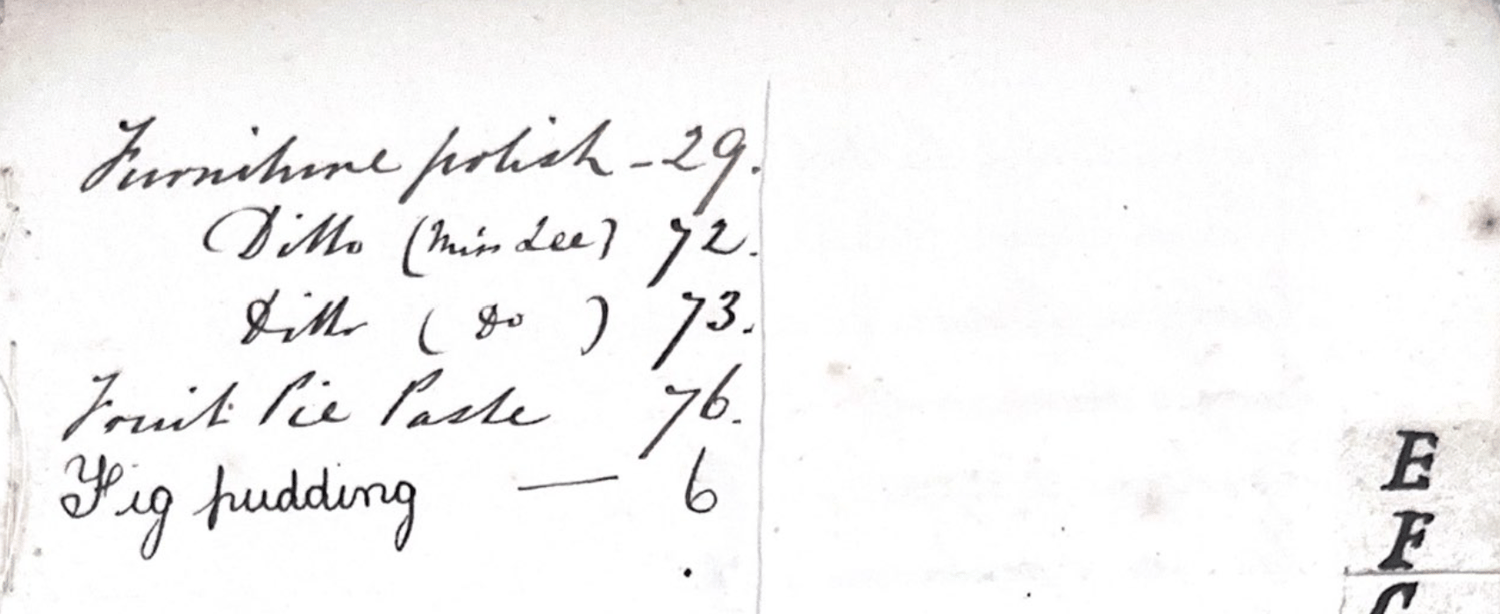 Furniture polish - 29.
Ditto (Miss Lee) 72.
Ditto ( Do ) 73.
Fruit Pie Paste 76.
Fig pudding — 6
E
F
G